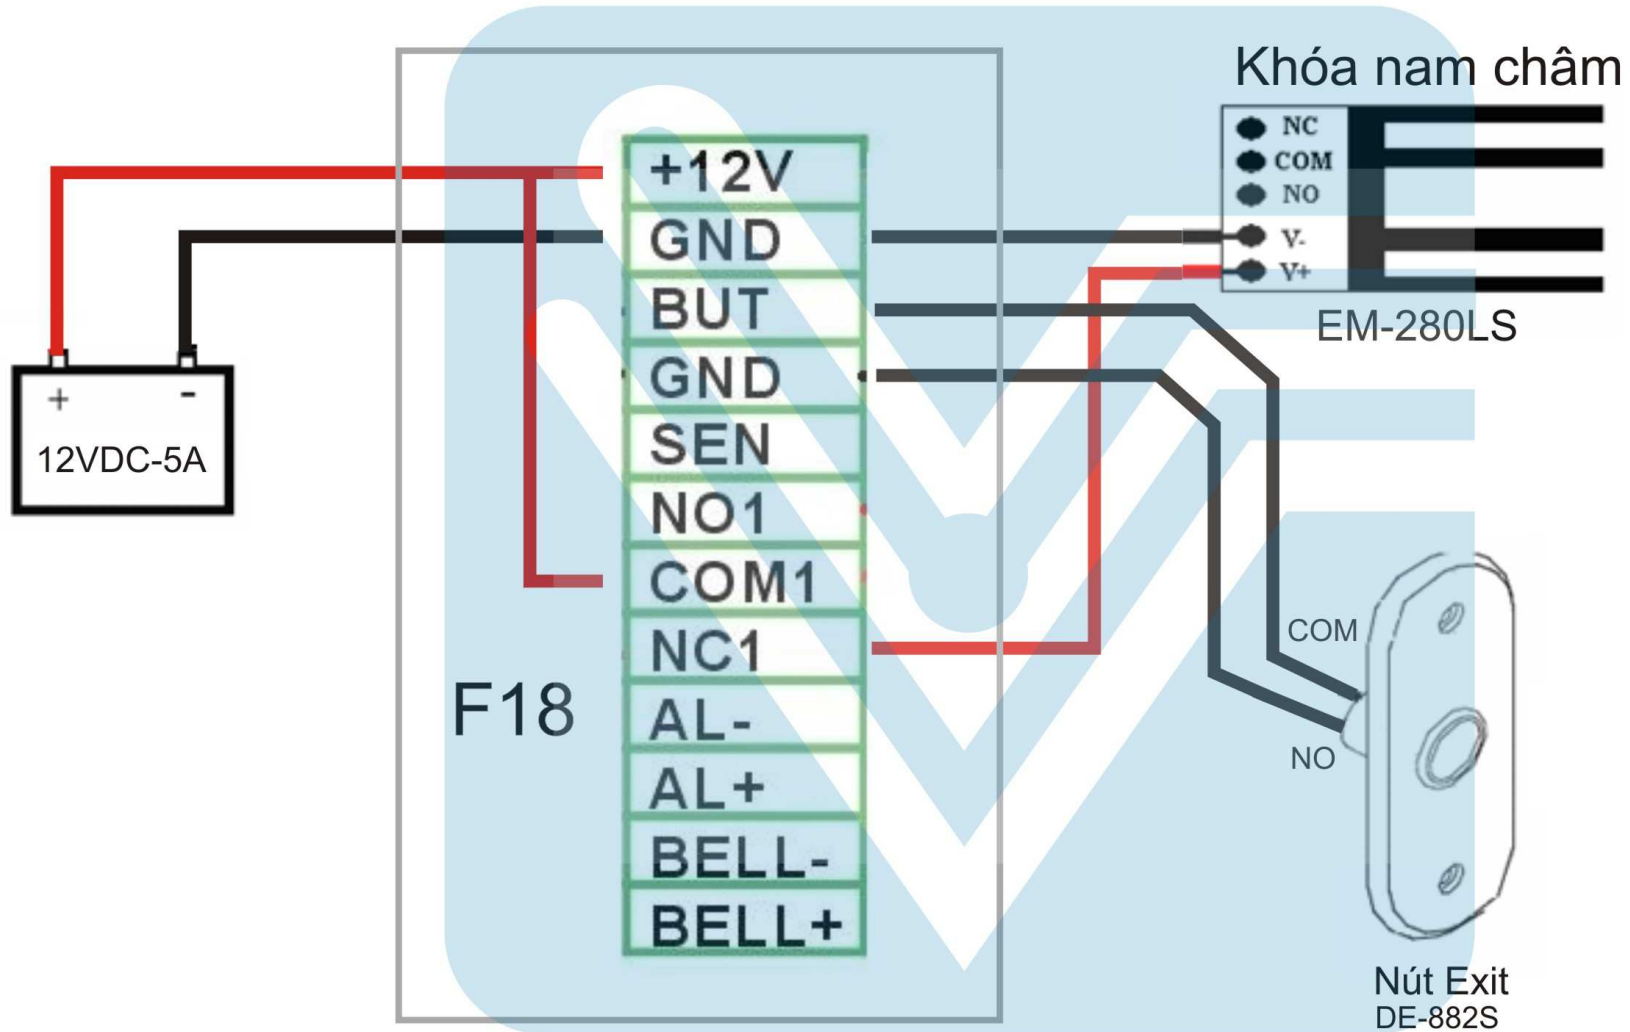 Khóa nam châm
NC
COM
NO
V-
V+
EM-280LS
+12V
GND
BUT
GND
SEN
NO1
COM1
NC1
AL-
AL+
BELL-
BELL+
F18
+ -
12VDC-5A
COM
NO
Nút Exit
DE-882S